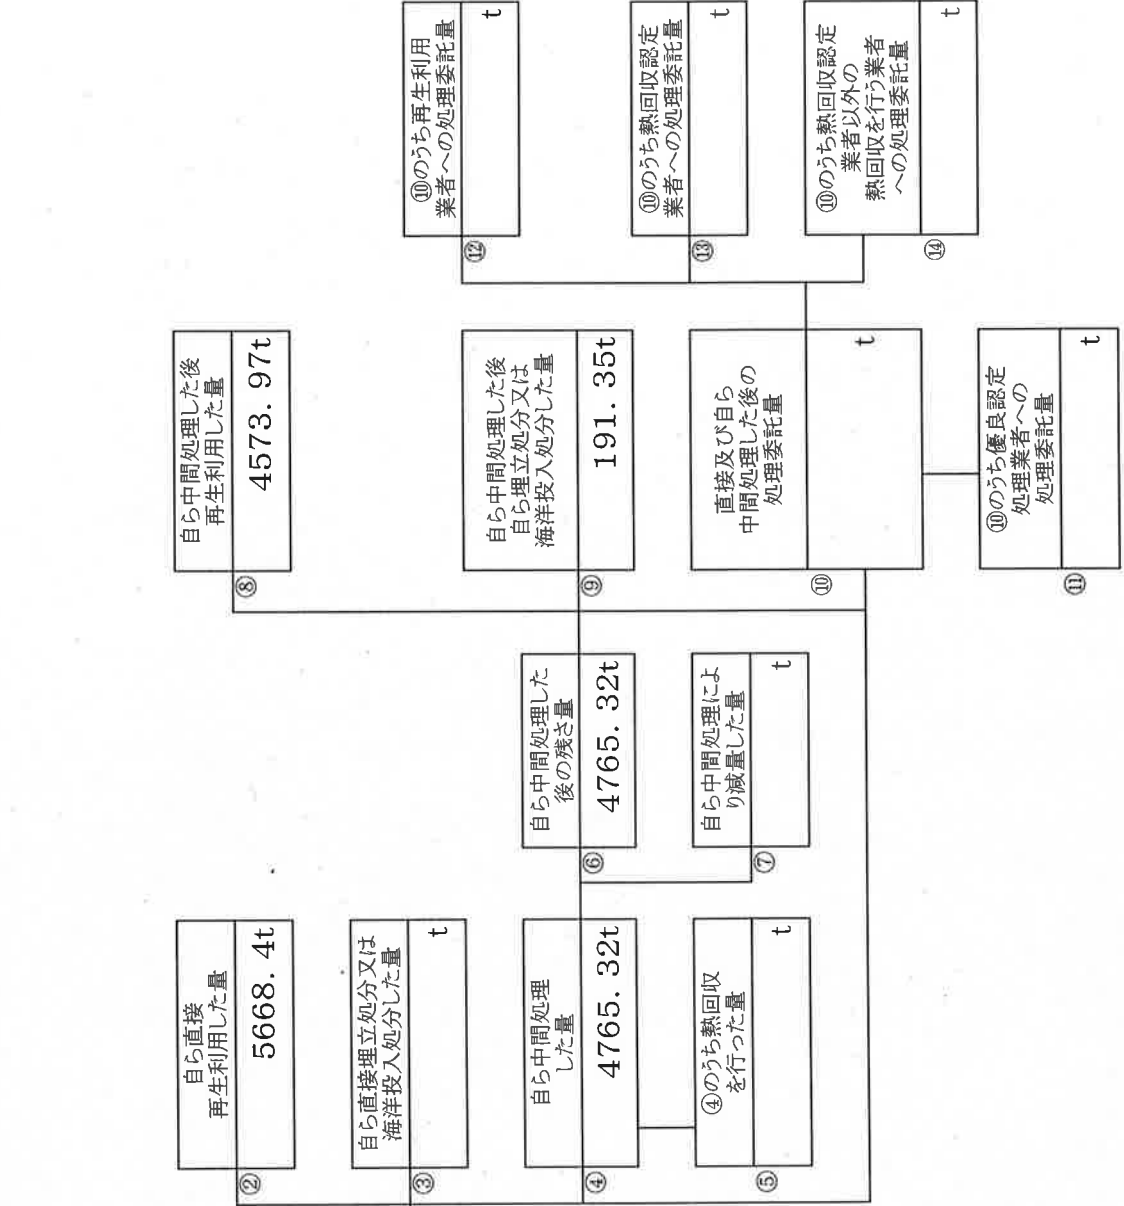 ②
自ら直接
再生利用した量
5668. 4t
③
自ら直接埋立処分又は
海洋投入処分した量
t
④
自ら中間処理
した量
4765. 32t
⑤
④のうち熱回収
を行った量
t
⑥
自ら中間処理した
後の残さ量
4765. 32t
⑦
自ら中間処理によ
り減量した量
t
⑧
自ら中間処理した後
再生利用した量
4573. 97t
⑨
自ら中間処理した後
自ら埋立処分又は
海洋投入処分した量
191. 35t
⑩
直接及び自ら
中間処理した後の
処理委託量
t
⑪
⑩のうち優良認定
処理業者への
処理委託量
t
⑫
⑩のうち再生利用
業者への処理委託量
t
⑬
⑩のうち熱回収認定
業者への処理委託量
t
⑭
⑩のうち熱回収認定
業者以外の
熱回収を行う業者
への処理委託量
t